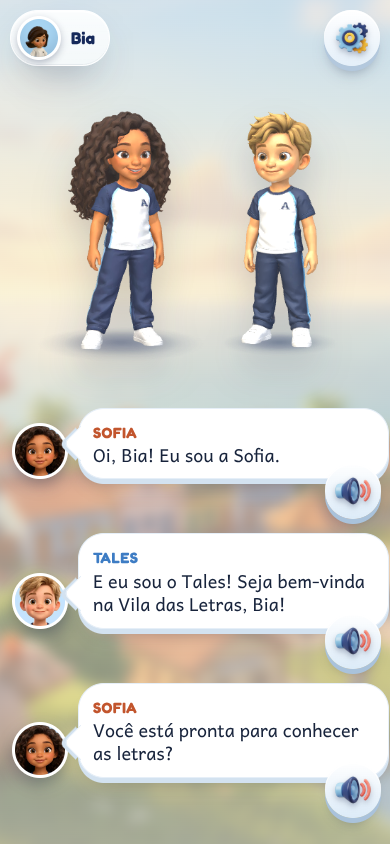 Bia
A
A
SOFIA
Oi, Bia! Eu sou a Sofia.
TALES
E eu sou o Tales! Seja bem-vinda
na Vila das Letras, Bia!
SOFIA
Você está pronta para conhecer
as letras?